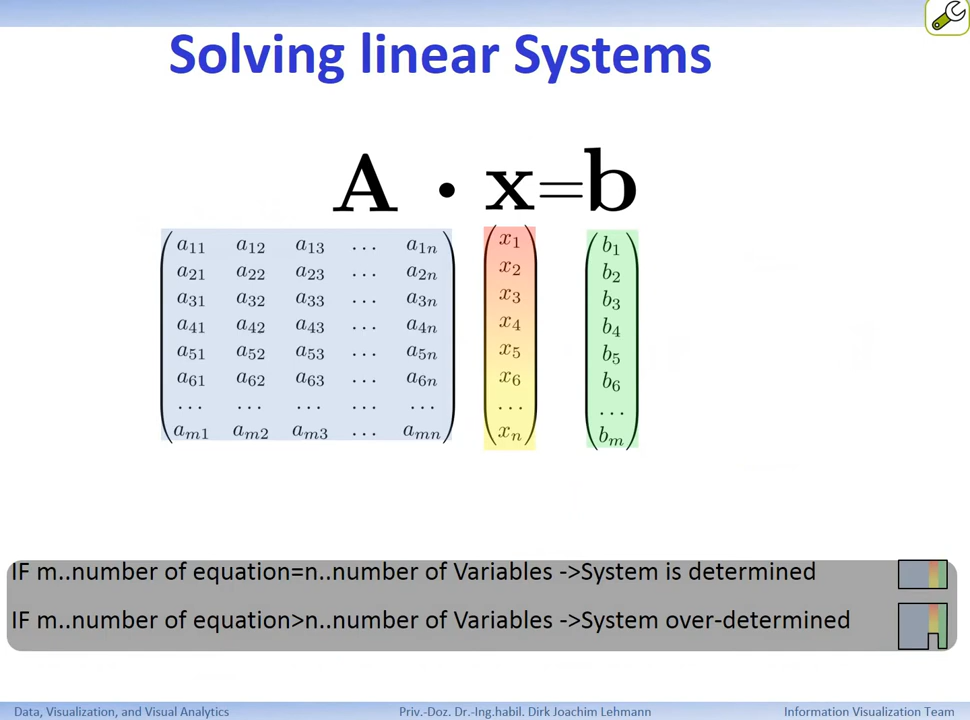 Solving linear Systems
A · x=b
a11 a12 a13 ... a1n x1 b1
a21 a22 a23 ... a2n x2 b2
a31 a32 a33 ... a3n x3 b3
a41 a42 a43 ... a4n x4 b4
a51 a52 a53 ... a5n x5 b5
a61 a62 a63 ... a6n x6 b6
... ... ... ... ... ... ...
am1 am2 am3 ... amn xn bm
IF m..number of equation=n..number of Variables ->System is determined
IF m..number of equation>n..number of Variables ->System over-determined
Data, Visualization, and Visual Analytics Priv.-Doz. Dr.-Ing.habil. Dirk Joachim Lehmann Information Visualization Team